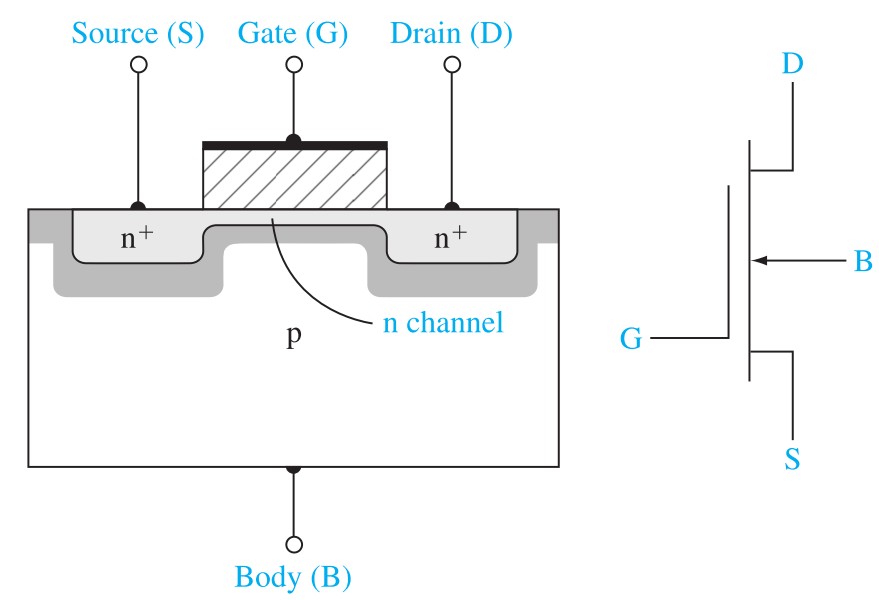 Source (S) Gate (G) Drain (D)
n+ n+
n channel
p
Body (B)
D
B
G
S